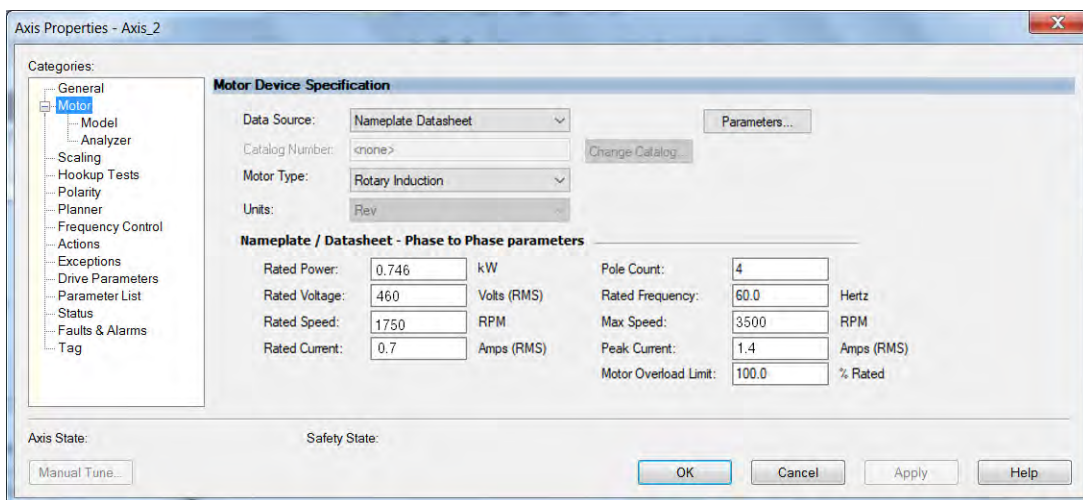 Axis Properties - Axis_2
X
Categories:
General
Motor
Model
Analyzer
Scaling
Hookup Tests
Polarity
Planner
Frequency Control
Actions
Exceptions
Drive Parameters
Parameter List
Status
Faults & Alarms
Tag
Motor Device Specification
Data Source: Nameplate Datasheet Parameters...
Catalog Number: <none> Change Catalog...
Motor Type: Rotary Induction
Units: Rev
Nameplate / Datasheet - Phase to Phase parameters
Rated Power: 0.746 kW Pole Count: 4
Rated Voltage: 460 Volts (RMS) Rated Frequency: 60.0 Hertz
Rated Speed: 1750 RPM Max Speed: 3500 RPM
Rated Current: 0.7 Amps (RMS) Peak Current: 1.4 Amps (RMS)
Motor Overload Limit: 100.0 % Rated
Axis State: Safety State:
Manual Tune... OK Cancel Apply Help